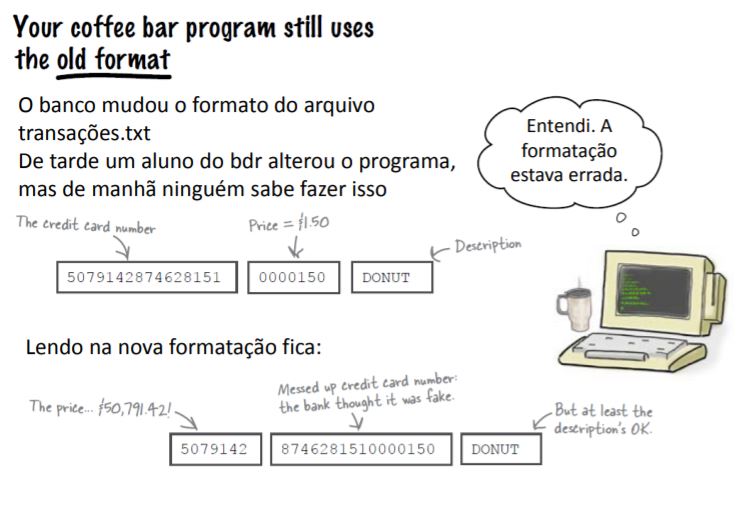 Your coffee bar program still uses
the old format
O banco mudou o formato do arquivo
transações.txt
De tarde um aluno do bdr alterou o programa,
mas de manhã ninguém sabe fazer isso
Entendi. A
formatação
estava errada.
The credit card number
Price = $1.50
Description
5079142874628151
0000150
DONUT
Lendo na nova formatação fica:
The price... $50,791.42!
Messed up credit card number:
the bank thought it was fake.
But at least the
description's OK.
5079142
8746281510000150
DONUT